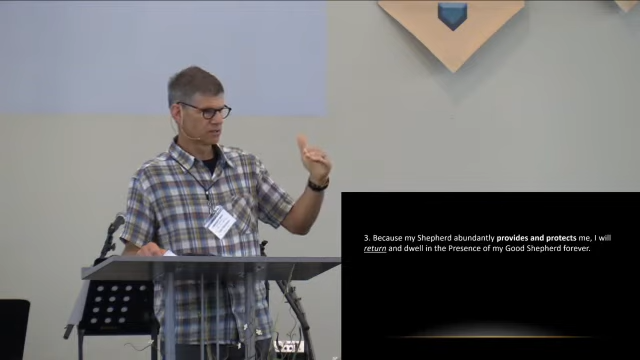 3. Because my Shepherd abundantly provides and protects me, I will
return and dwell in the Presence of my Good Shepherd forever.